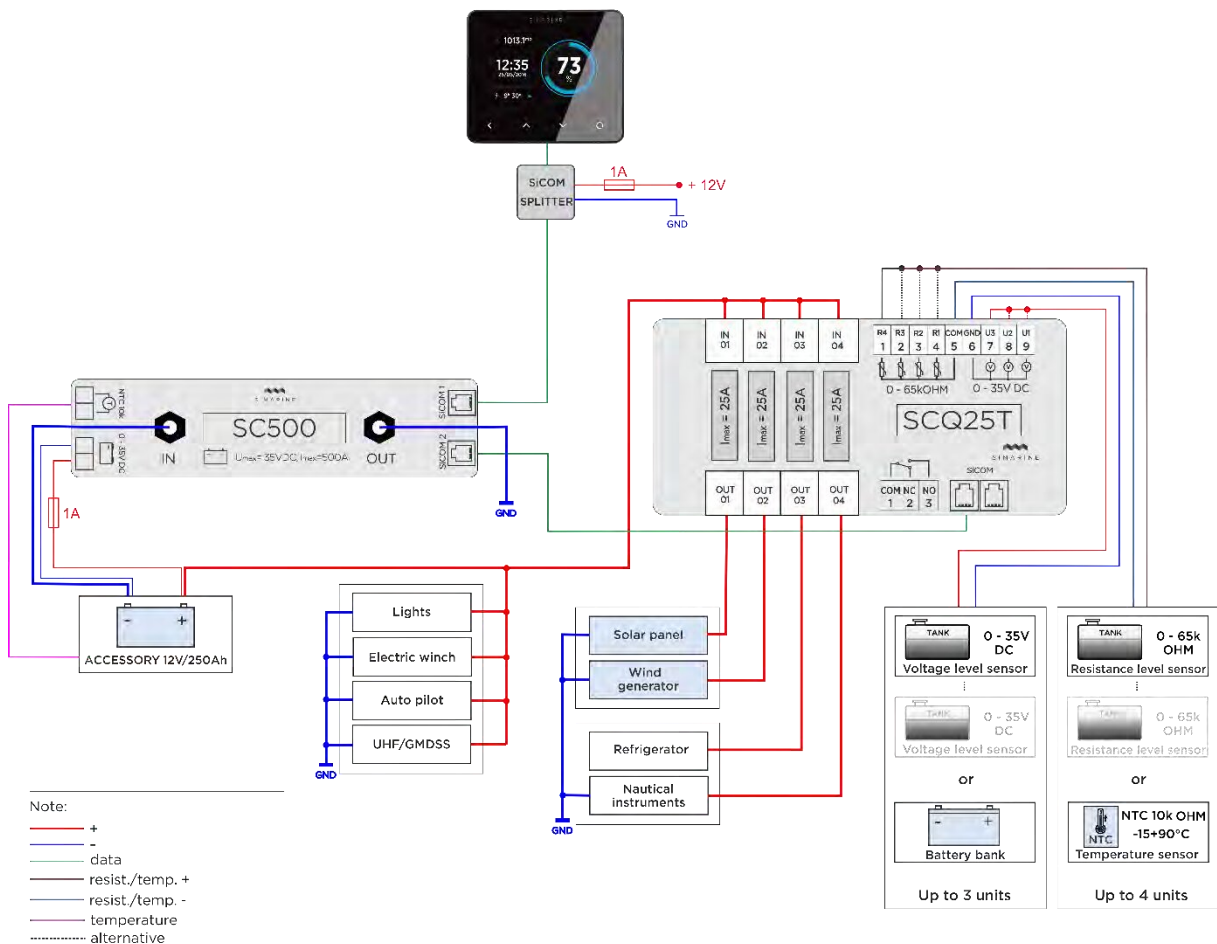 SIMARINE
1013.1
12:35
73
%
SiCOM
SPLITTER
1A
+ 12V
GND
NTC 10k
0 - 35V DC
SIMARINE
SC500
Umax= 35VDC, Imax=500A
IN
OUT
SiCOM 1
SiCOM 2
1A
GND
IN
01
IN
02
IN
03
IN
04
Imax = 25A
Imax = 25A
Imax = 25A
Imax = 25A
OUT
01
OUT
02
OUT
03
OUT
04
R4 R3 R2 R1 COM GND U3 U2 U1
1 2 3 4 5 6 7 8 9
0 - 65kOHM
0 - 35V DC
SCQ25T
SIMARINE
COM NC NO
1 2 3
SICOM
- +
ACCESSORY 12V/250Ah
Lights
Electric winch
Auto pilot
UHF/GMDSS
GND
Solar panel
Wind
generator
Refrigerator
Nautical
instruments
GND
TANK
0 - 35V
DC
Voltage level sensor
TANK
0 - 35V
DC
Voltage level sensor
or
- +
Battery bank
Up to 3 units
TANK
0 - 65k
OHM
Resistance level sensor
TANK
0 - 65k
OHM
Resistance level sensor
or
NTC
NTC 10k OHM
-15+90°C
Temperature sensor
Up to 4 units
Note:
+
-
data
resist./temp. +
resist./temp. -
temperature
alternative